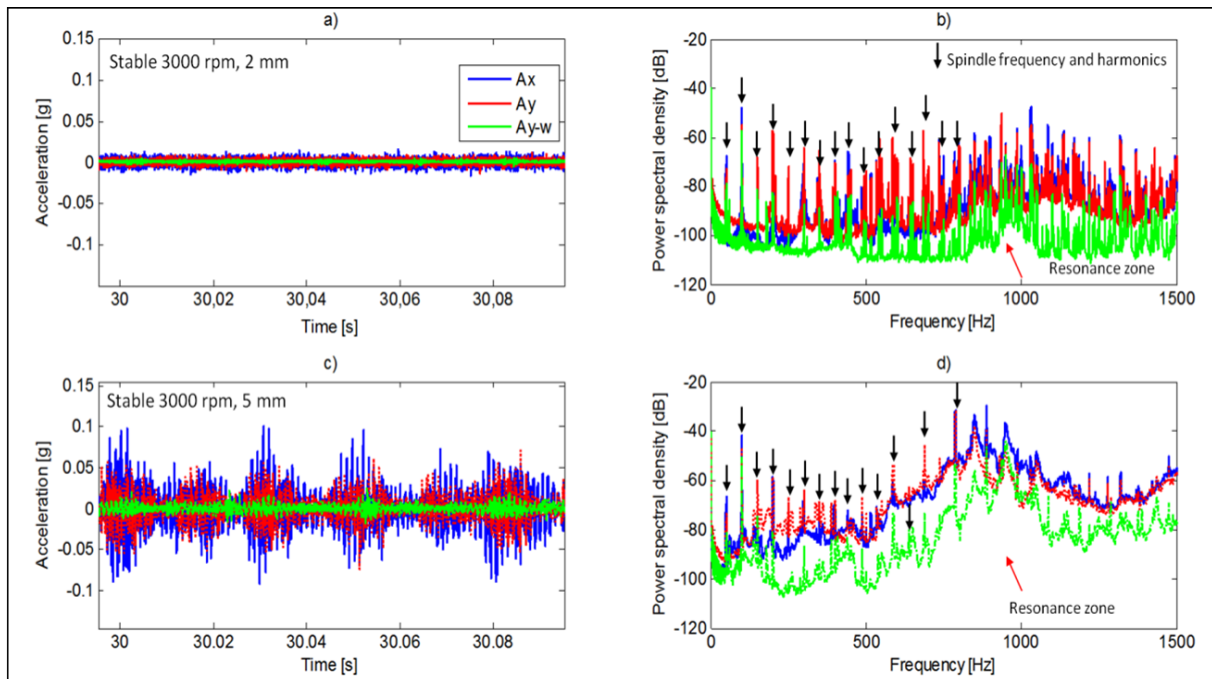 a)
0.15
0.1
0.05
0
-0.05
-0.1
Acceleration [g]
Stable 3000 rpm, 2 mm
Ax
Ay
Ay-w
30
30,02
30,04
30,06
30,08
Time [s]
b)
-20
-40
-60
-80
-100
-120
Power spectral density [dB]
Spindle frequency and harmonics
Resonance zone
0
500
1000
1500
Frequency [Hz]
c)
0.15
0.1
0.05
0
-0.05
-0.1
Acceleration [g]
Stable 3000 rpm, 5 mm
30
30.02
30.04
30.06
30.08
Time [s]
d)
-20
-40
-60
-80
-100
-120
Power spectral density [dB]
Resonance zone
0
500
1000
1500
Frequency [Hz]